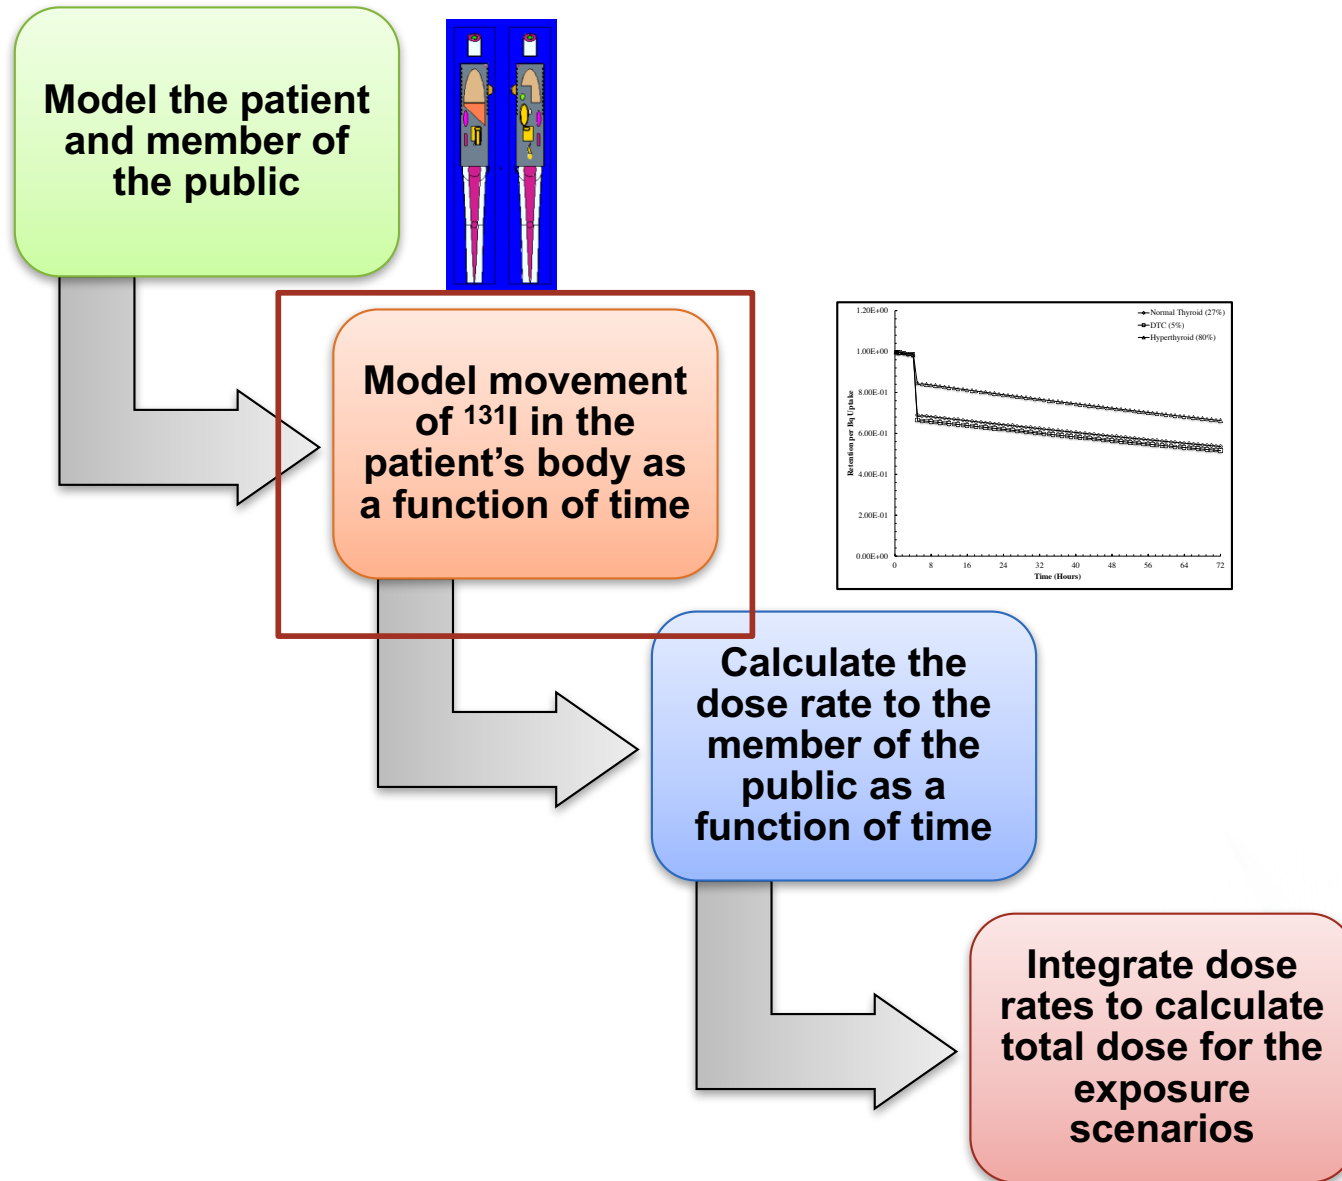 Model the patient
and member of
the public
Model movement
of ¹³¹I in the
patient’s body as
a function of time
1.20E+00
1.00E+00
8.00E-01
6.00E-01
4.00E-01
2.00E-01
0.00E+00
Retention per Bq Uptake
Normal Thyroid (27%)
DTC (5%)
Hyperthyroid (80%)
0 8 16 24 32 40 48 56 64 72
Time (Hours)
Calculate the
dose rate to the
member of the
public as a
function of time
Integrate dose
rates to calculate
total dose for the
exposure
scenarios